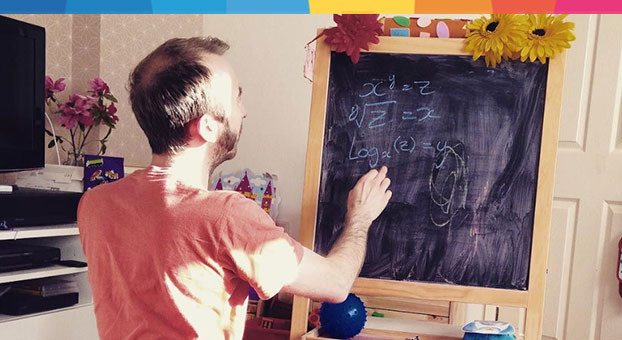 xʸ = z
ʸ√z = x
Logₓ(z) = y